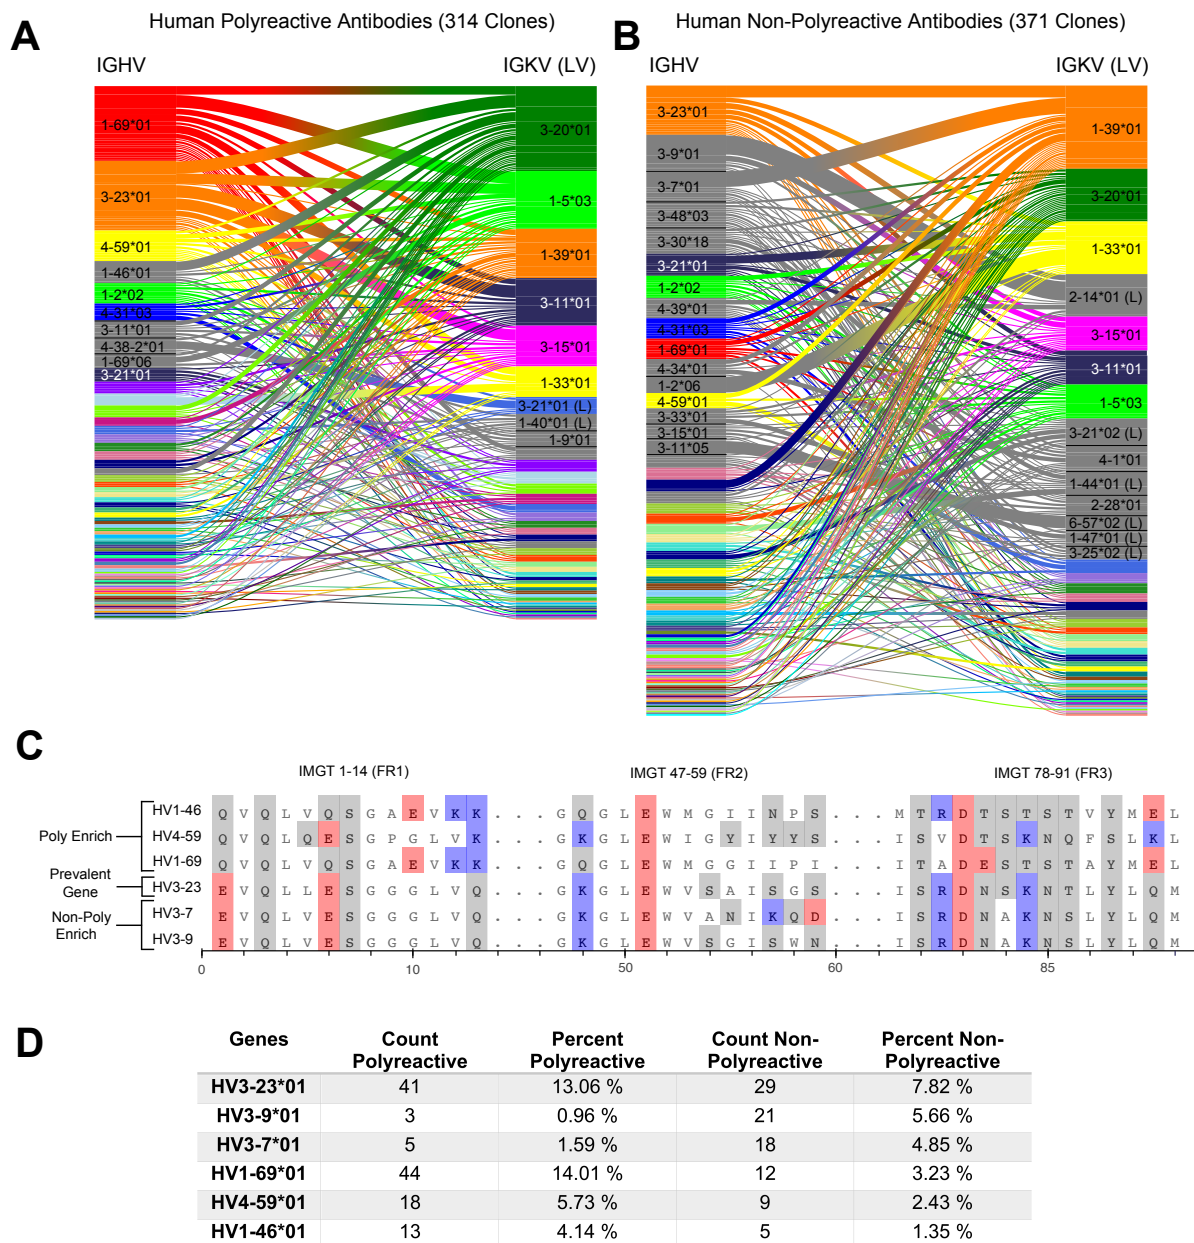 A
Human Polyreactive Antibodies (314 Clones)
IGHV
IGKV (LV)
1-69*01
3-23*01
4-59*01
1-46*01
1-2*02
4-31*03
3-11*01
4-38-2*01
1-69*06
3-21*01
3-20*01
1-5*03
1-39*01
3-11*01
3-15*01
1-33*01
3-21*01 (L)
1-40*01 (L)
1-9*01
B
Human Non-Polyreactive Antibodies (371 Clones)
IGHV
IGKV (LV)
3-23*01
3-9*01
3-7*01
3-48*03
3-30*18
3-21*01
1-2*02
4-39*01
4-31*03
1-69*01
4-34*01
1-2*06
4-59*01
3-33*01
3-15*01
3-11*05
1-39*01
3-20*01
1-33*01
2-14*01 (L)
3-15*01
3-11*01
1-5*03
3-21*02 (L)
4-1*01
1-44*01 (L)
2-28*01
6-57*02 (L)
1-47*01 (L)
3-25*02 (L)
C
IMGT 1-14 (FR1) IMGT 47-59 (FR2) IMGT 78-91 (FR3)
Poly Enrich
Prevalent Gene
Non-Poly Enrich
HV1-46 Q V Q L V Q S G A E V K K . . . G Q G L E W M G I I N P S . . . M T R D T S T S T V Y M E L
HV4-59 Q V Q L Q E S G P G L V K . . . G K G L E W I G Y I Y Y S . . . I S V D T S K N Q F S L K L
HV1-69 Q V Q L V Q S G A E V K K . . . G Q G L E W M G G I I P I . . . I T A D E S T S T A Y M E L
HV3-23 E V Q L L E S G G G L V Q . . . G K G L E W V S A I S G S . . . I S R D N S K N T L Y L Q M
HV3-7 E V Q L V E S G G G L V Q . . . G K G L E W V A N I K Q D . . . I S R D N A K N S L Y L Q M
HV3-9 E V Q L V E S G G G L V Q . . . G K G L E W V S G I S W N . . . I S R D N A K N S L Y L Q M
0 10 50 60 85
D
Genes Count Polyreactive Percent Polyreactive Count Non-Polyreactive Percent Non-Polyreactive
HV3-23*01 41 13.06 % 29 7.82 %
HV3-9*01 3 0.96 % 21 5.66 %
HV3-7*01 5 1.59 % 18 4.85 %
HV1-69*01 44 14.01 % 12 3.23 %
HV4-59*01 18 5.73 % 9 2.43 %
HV1-46*01 13 4.14 % 5 1.35 %